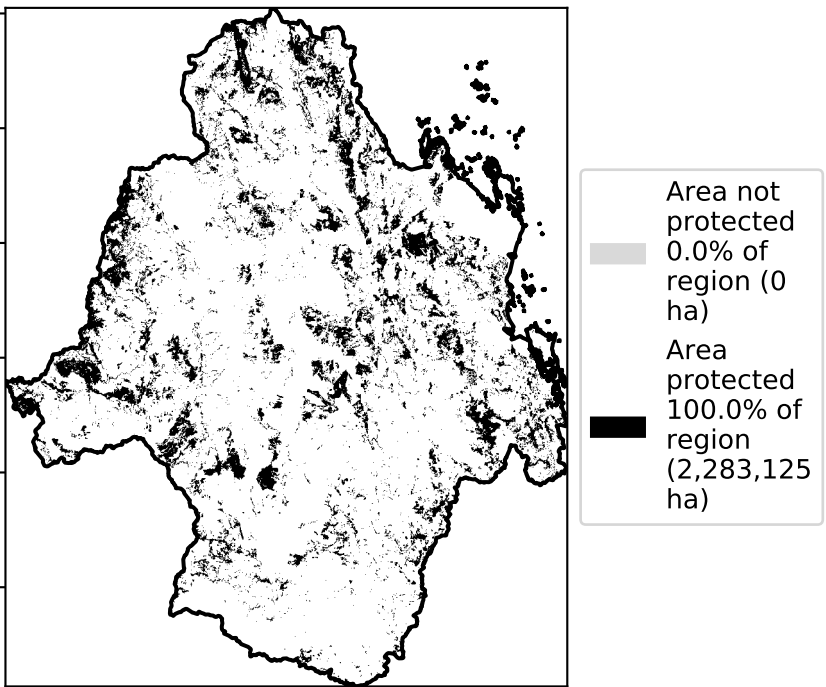 Area not
protected
0.0% of
region (0
ha)
Area
protected
100.0% of
region
(2,283,125
ha)